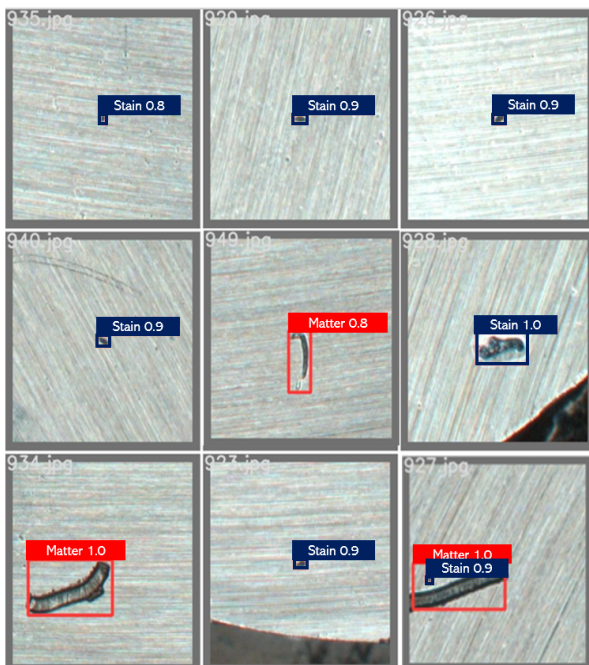 935.jpg
Stain 0.8
929.jpg
Stain 0.9
926.jpg
Stain 0.9
940.jpg
Stain 0.9
949.jpg
Matter 0.8
928.jpg
Stain 1.0
934.jpg
Matter 1.0
923.jpg
Stain 0.9
927.jpg
Matter 1.0
Stain 0.9